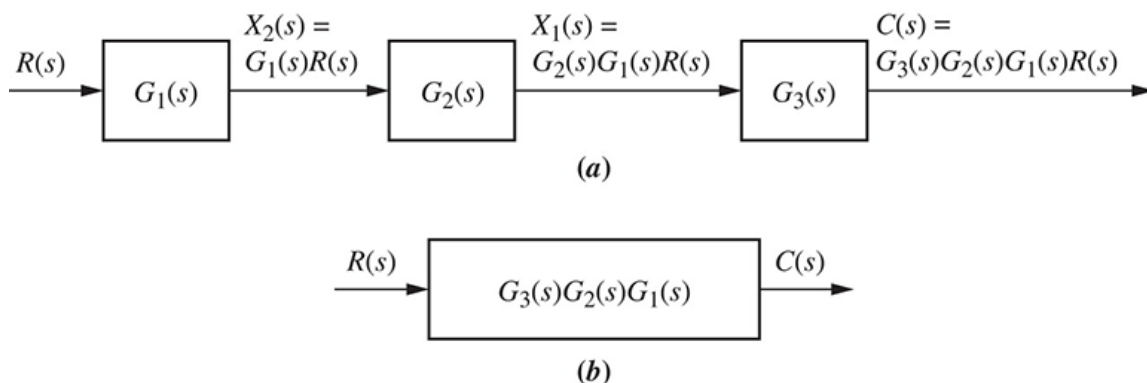 R(s)
G₁(s)
X₂(s) =
G₁(s)R(s)
G₂(s)
X₁(s) =
G₂(s)G₁(s)R(s)
G₃(s)
C(s) =
G₃(s)G₂(s)G₁(s)R(s)
(a)
R(s)
G₃(s)G₂(s)G₁(s)
C(s)
(b)